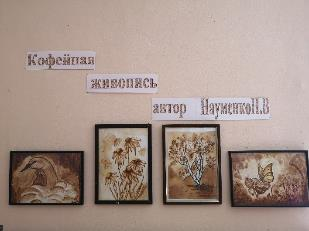 Кофейная
живопись
автор Науменко Н.В